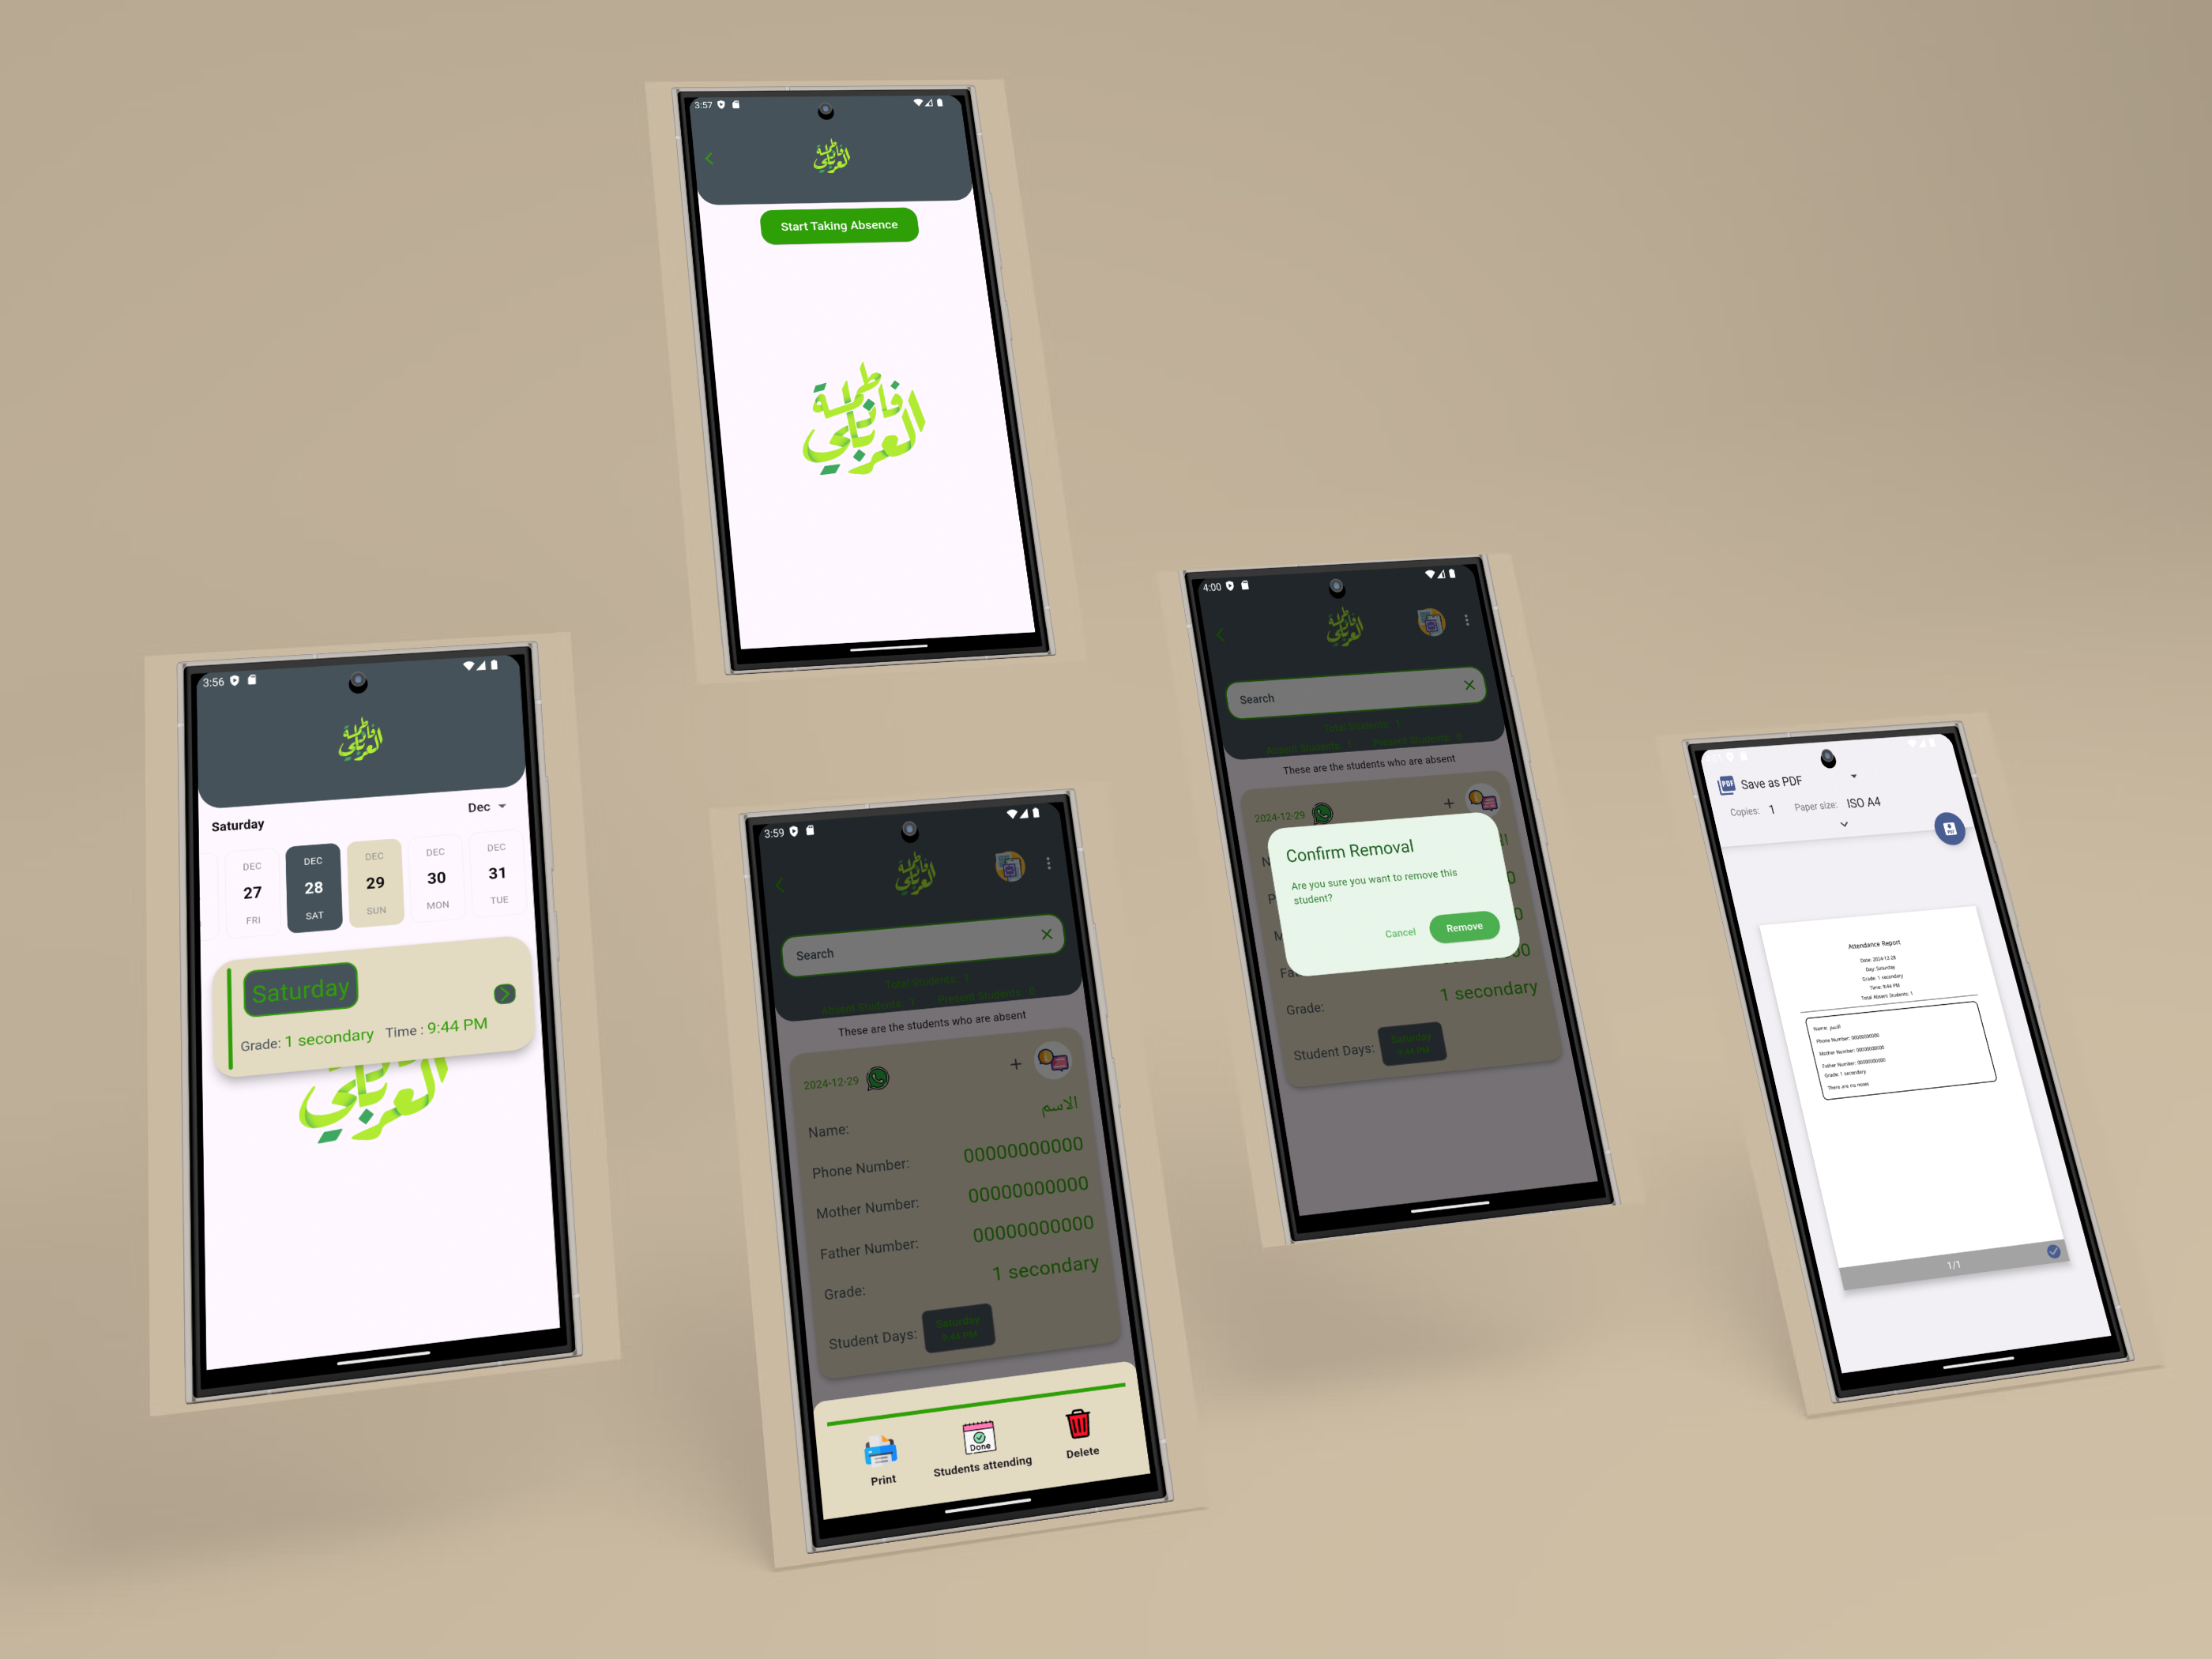 3:57
فاطمة
العرباني
Start Taking Absence
فاطمة
العرباني
3:56
فاطمة
العرباني
Dec
Saturday
DEC
27
FRI
DEC
28
SAT
DEC
29
SUN
DEC
30
MON
DEC
31
TUE
Saturday
Grade: 1 secondary Time : 9:44 PM
3:59
Search
Total Students: 1
Absent Students: 1 Present Students: 0
These are the students who are absent
2024-12-29
Name: الاسم
Phone Number: 00000000000
Mother Number: 00000000000
Father Number: 00000000000
Grade: 1 secondary
Student Days: Saturday
9:44 PM
Print
Done
Students attending
Delete
4:00
Search
Total Students: 1
Absent Students: 1 Present Students: 0
These are the students who are absent
2024-12-29
Confirm Removal
Are you sure you want to remove this
student?
Cancel
Remove
Grade: 1 secondary
Student Days: Saturday
9:44 PM
PDF
Save as PDF
Copies: 1 Paper size: ISO A4
PDF
Attendance Report
Date: 2024-12-28
Day: Saturday
Grade: 1 secondary
Time: 9:44 PM
Total Absent Students: 1
Name: الاسم
Phone Number: 00000000000
Mother Number: 00000000000
Father Number: 00000000000
Grade: 1 secondary
There are no notes
1/1